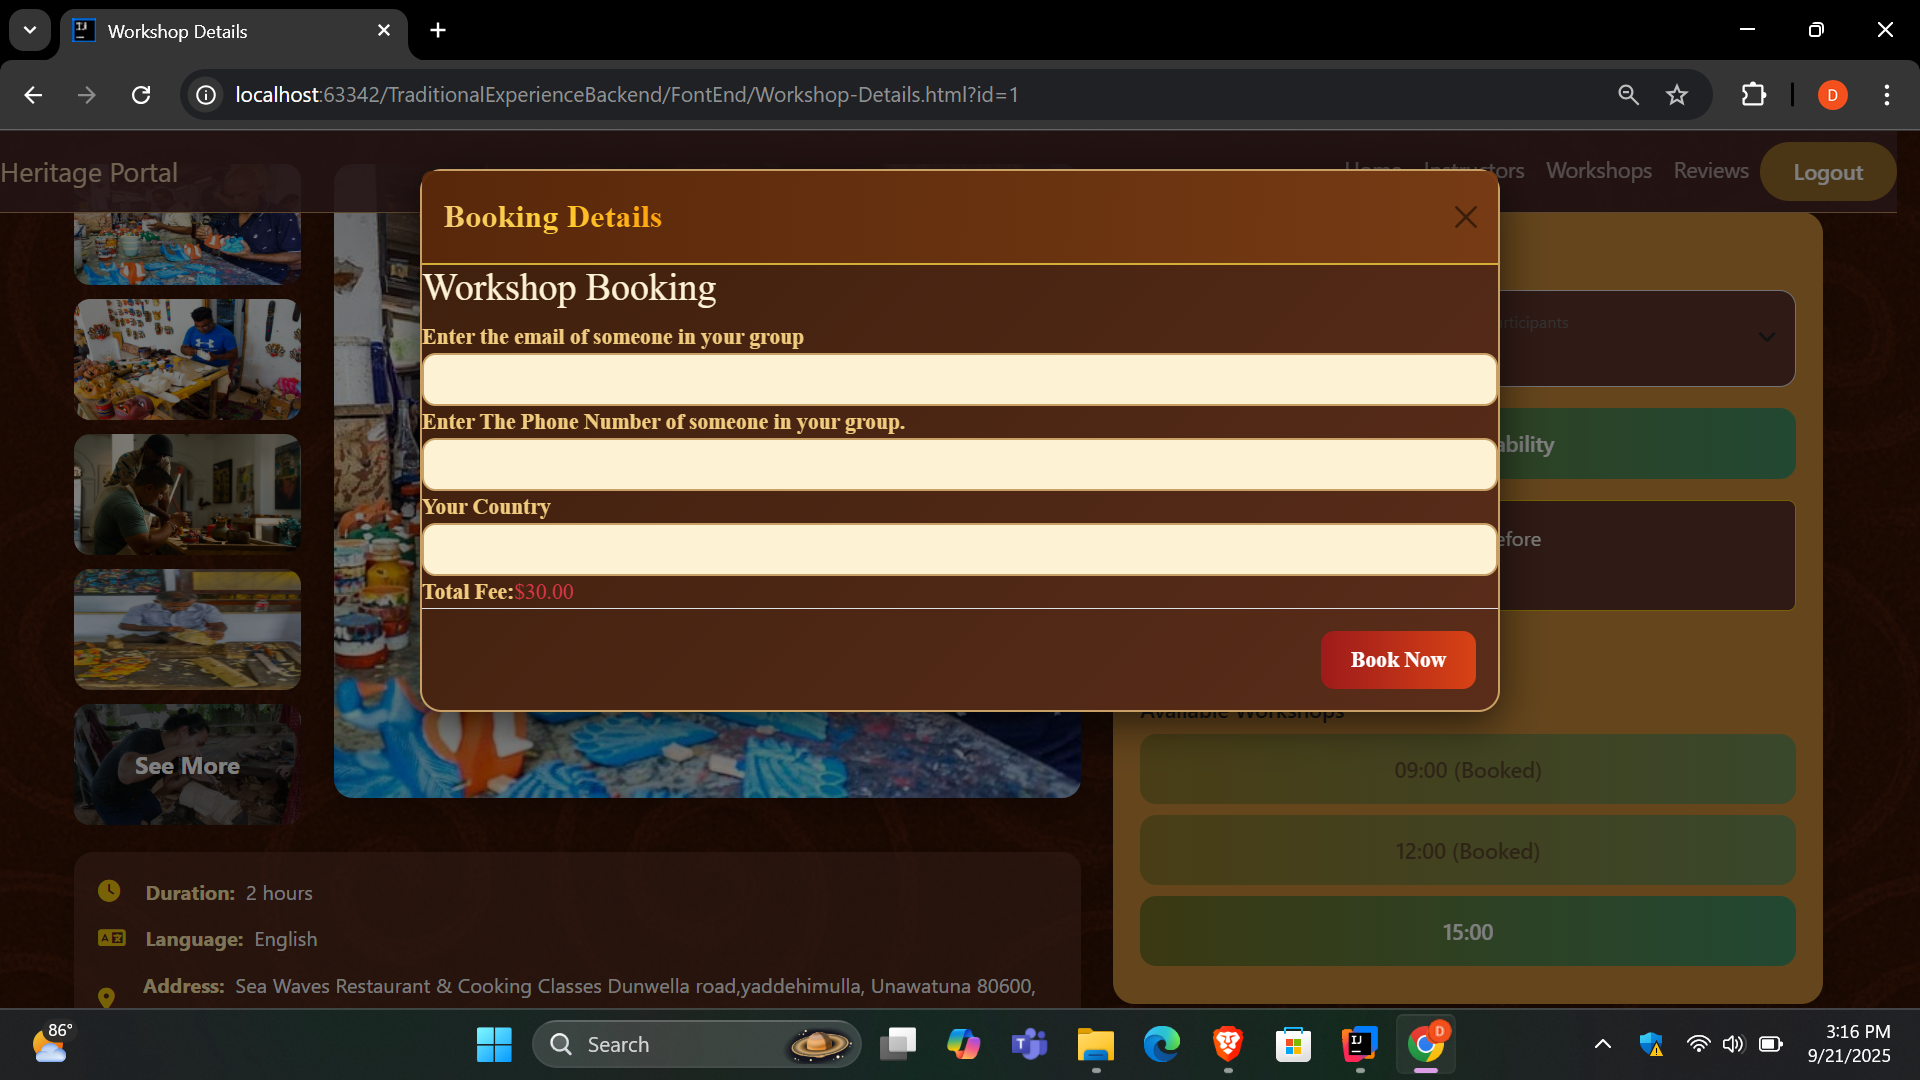 Workshop Details
localhost:63342/TraditionalExperienceBackend/FontEnd/Workshop-Details.html?id=1
D
Heritage Portal
Home Instructors Workshops Reviews Logout
Booking Details
Workshop Booking
Enter the email of someone in your group
Enter The Phone Number of someone in your group.
Your Country
Total Fee:$30.00
Book Now
See More
Available Workshops
09:00 (Booked)
12:00 (Booked)
15:00
Duration: 2 hours
Language: English
Address: Sea Waves Restaurant & Cooking Classes Dunwella road,yaddehimulla, Unawatuna 80600,
86°
Search
D
3:16 PM
9/21/2025